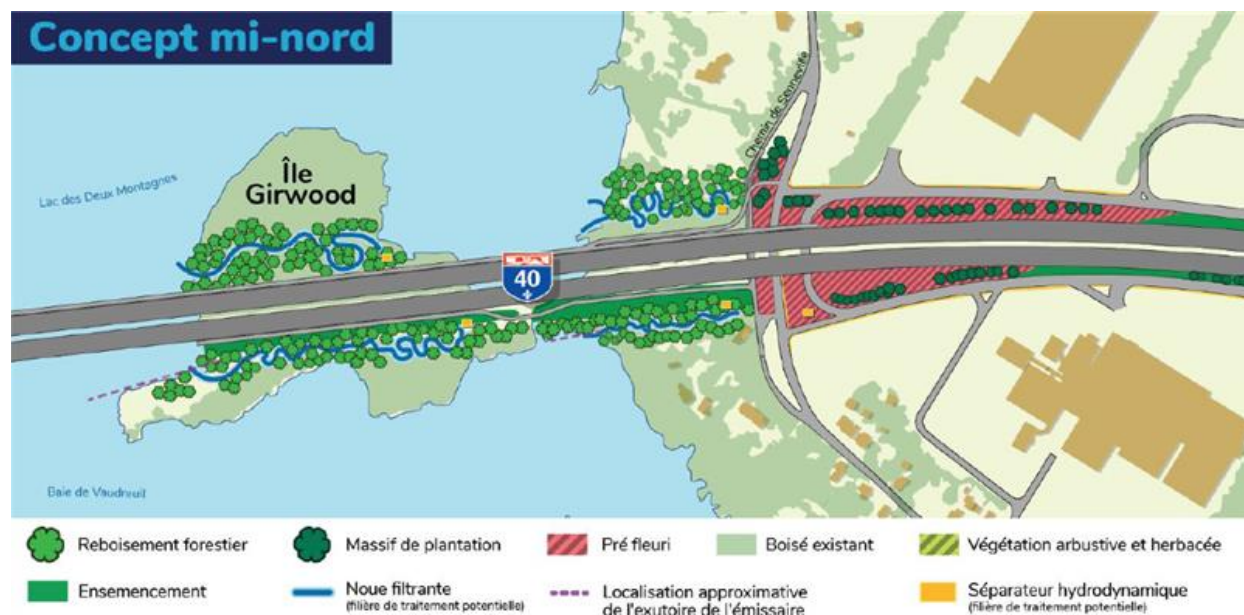 Concept mi-nord
Île
Girwood
Lac des Deux Montagnes
Chemin de Senneville
40
Baie de Vaudreuil
Reboisement forestier
Massif de plantation
Pré fleuri
Boisé existant
Végétation arbustive et herbacée
Ensemencement
Noue filtrante
(filière de traitement potentielle)
Localisation approximative
de l'exutoire de l'émissaire
Séparateur hydrodynamique
(filière de traitement potentielle)